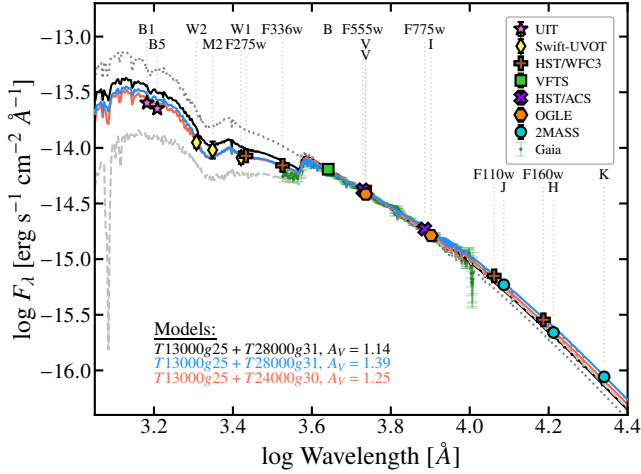 B1 W2 W1 F336w B F555w F775w
B5 M2 F275w V I
V
UIT
Swift-UVOT
HST/WFC3
VFTS
HST/ACS
OGLE
2MASS
Gaia
F110w F160w K
J H
−13.0
−13.5
−14.0
−14.5
−15.0
−15.5
−16.0
log F_λ [erg s⁻¹ cm⁻² Å⁻¹]
Models:
T13000g25 + T28000g31, A_V = 1.14
T13000g25 + T28000g31, A_V = 1.39
T13000g25 + T24000g30, A_V = 1.25
3.2 3.4 3.6 3.8 4.0 4.2 4.4
log Wavelength [Å]